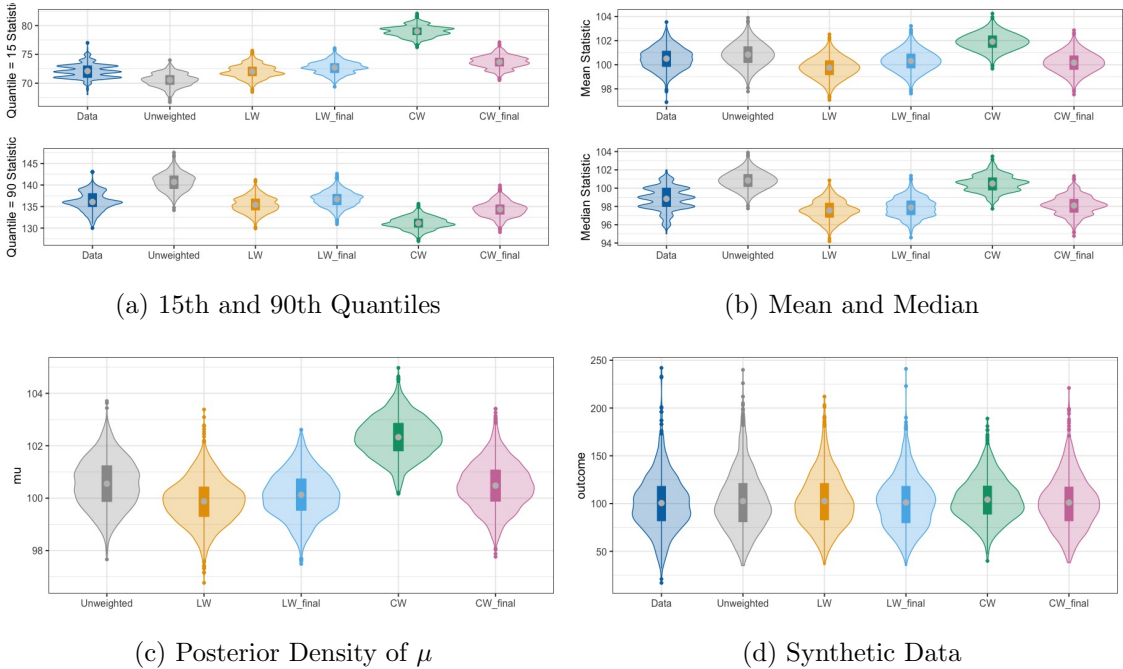 Quantile = 15 Statisti
80
75
70
Data Unweighted LW LW_final CW CW_final
Quantile = 90 Statistic
145
140
135
130
Data Unweighted LW LW_final CW CW_final
(a) 15th and 90th Quantiles
Mean Statistic
104
102
100
98
Data Unweighted LW LW_final CW CW_final
Median Statistic
104
102
100
98
96
94
Data Unweighted LW LW_final CW CW_final
(b) Mean and Median
mu
104
102
100
98
Unweighted LW LW_final CW CW_final
(c) Posterior Density of μ
outcome
250
200
150
100
50
Data Unweighted LW LW_final CW CW_final
(d) Synthetic Data